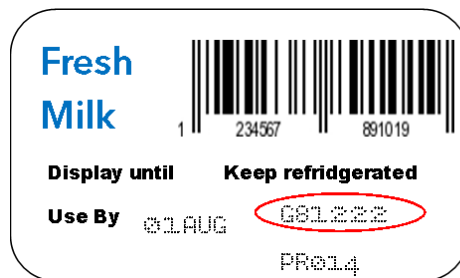 Fresh
Milk
1 234567 891019
Display until Keep refridgerated
Use By 01AUG G81222
PR014